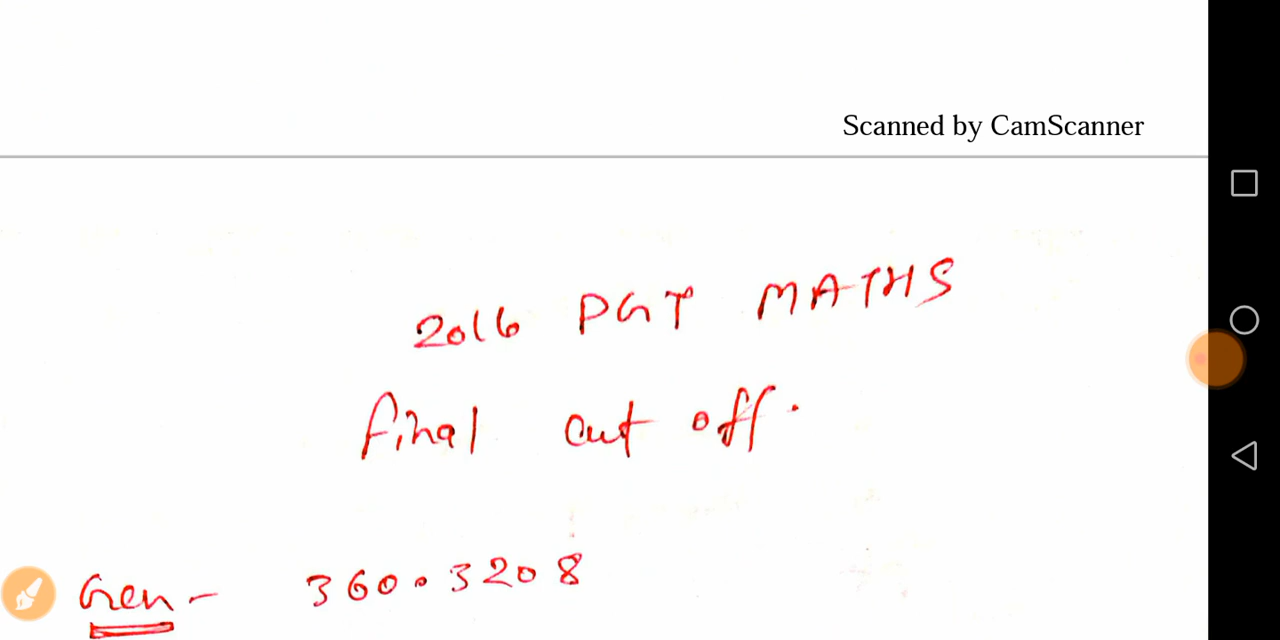 Scanned by CamScanner
2016 PGT MATHS
final cut off.
Gen - 360.3208